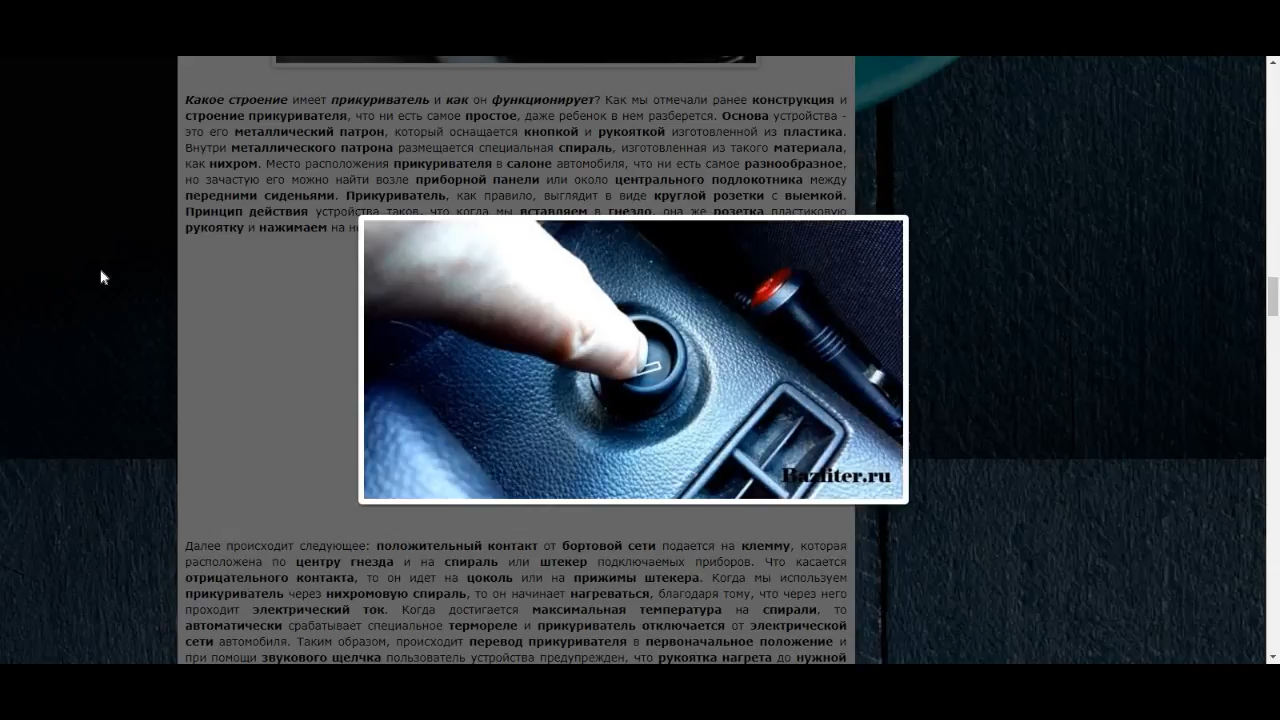 Какое строение имеет прикуриватель и как он функционирует? Как мы отмечали ранее конструкция и
строение прикуривателя, что ни есть самое простое, даже ребенок в нем разберется. Основа устройства -
это его металлический патрон, который оснащается кнопкой и рукояткой изготовленной из пластика.
Внутри металлического патрона размещается специальная спираль, изготовленная из такого материала,
как нихром. Место расположения прикуривателя в салоне автомобиля, что ни есть самое разнообразное,
но зачастую его можно найти возле приборной панели или около центрального подлокотника между
передними сиденьями. Прикуриватель, как правило, выглядит в виде круглой розетки с выемкой.
Принцип действия устройства таков, что когда мы вставляем в гнездо, она же розетка пластиковую
рукоятку и нажимаем на
Bazliter.ru
Далее происходит следующее: положительный контакт от бортовой сети подается на клемму, которая
расположена по центру гнезда и на спираль или штекер подключаемых приборов. Что касается
отрицательного контакта, то он идет на цоколь или на прижимы штекера. Когда мы используем
прикуриватель через нихромовую спираль, то он начинает нагреваться, благодаря тому, что через него
проходит электрический ток. Когда достигается максимальная температура на спирали, то
автоматически срабатывает специальное термореле и прикуриватель отключается от электрической
сети автомобиля. Таким образом, происходит перевод прикуривателя в первоначальное положение и
при помощи звукового щелчка пользователь устройства предупрежден, что рукоятка нагрета до нужной